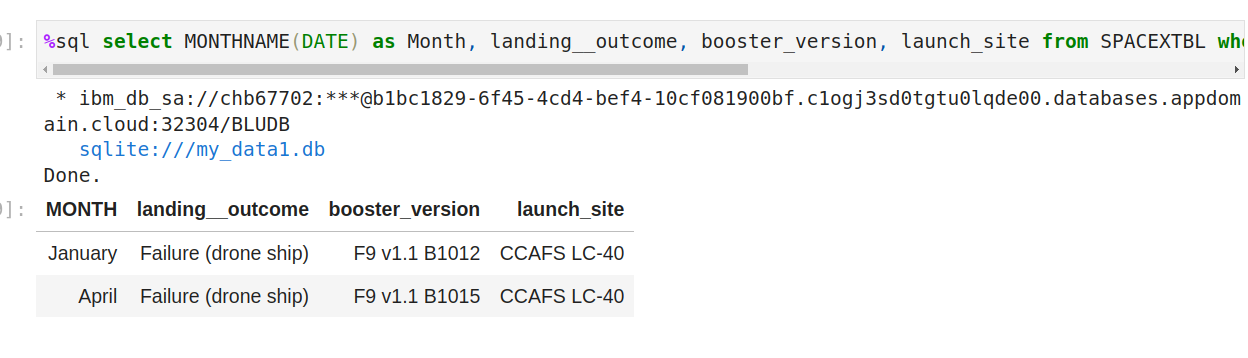 ]:
%sql select MONTHNAME(DATE) as Month, landing__outcome, booster_version, launch_site from SPACEXTBL
* ibm_db_sa://chb67702:***@b1bc1829-6f45-4cd4-bef4-10cf081900bf.c1ogj3sd0tgtu0lqde00.databases.appdom
ain.cloud:32304/BLUDB
sqlite:///my_data1.db
Done.
]:
MONTH landing__outcome booster_version launch_site
January Failure (drone ship) F9 v1.1 B1012 CCAFS LC-40
April Failure (drone ship) F9 v1.1 B1015 CCAFS LC-40